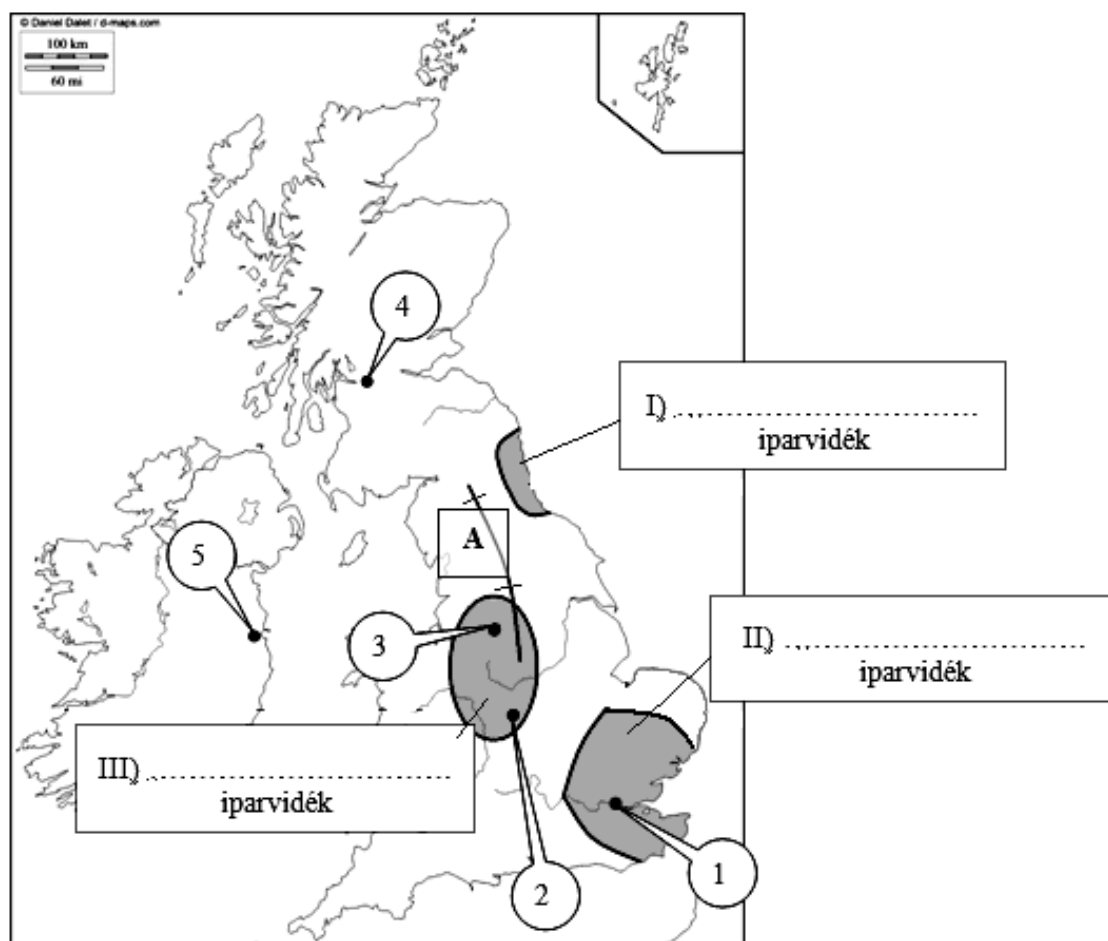 © Daniel Dalet / d-maps.com
100 km
60 mi
4
I) ........................................
iparvidék
A
5
3
II) ........................................
iparvidék
III) ........................................
iparvidék
1
2